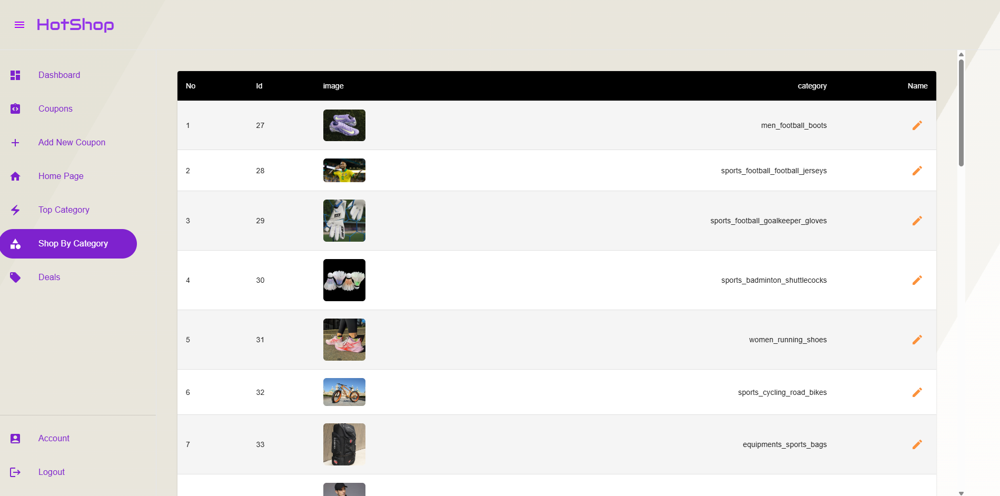 HotShop
Dashboard
Coupons
Add New Coupon
Home Page
Top Category
Shop By Category
Deals
Account
Logout
No Id image category Name
1 27 men_football_boots
2 28 sports_football_football_jerseys
3 29 sports_football_goalkeeper_gloves
4 30 sports_badminton_shuttlecocks
5 31 women_running_shoes
6 32 sports_cycling_road_bikes
7 33 equipments_sports_bags